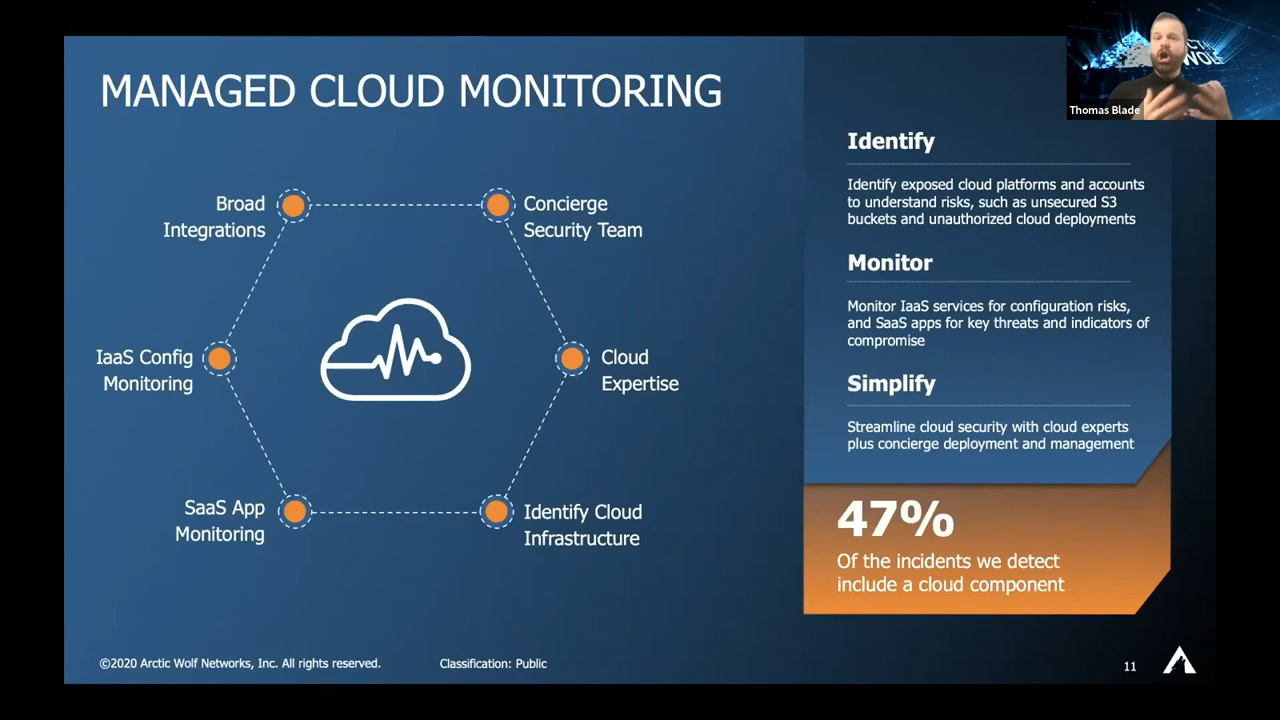 MANAGED CLOUD MONITORING
Thomas Blade
Broad
Integrations
Concierge
Security Team
IaaS Config
Monitoring
Cloud
Expertise
SaaS App
Monitoring
Identify Cloud
Infrastructure
Identify
Identify exposed cloud platforms and accounts
to understand risks, such as unsecured S3
buckets and unauthorized cloud deployments
Monitor
Monitor IaaS services for configuration risks,
and SaaS apps for key threats and indicators of
compromise
Simplify
Streamline cloud security with cloud experts
plus concierge deployment and management
47%
Of the incidents we detect
include a cloud component
©2020 Arctic Wolf Networks, Inc. All rights reserved.
Classification: Public
11